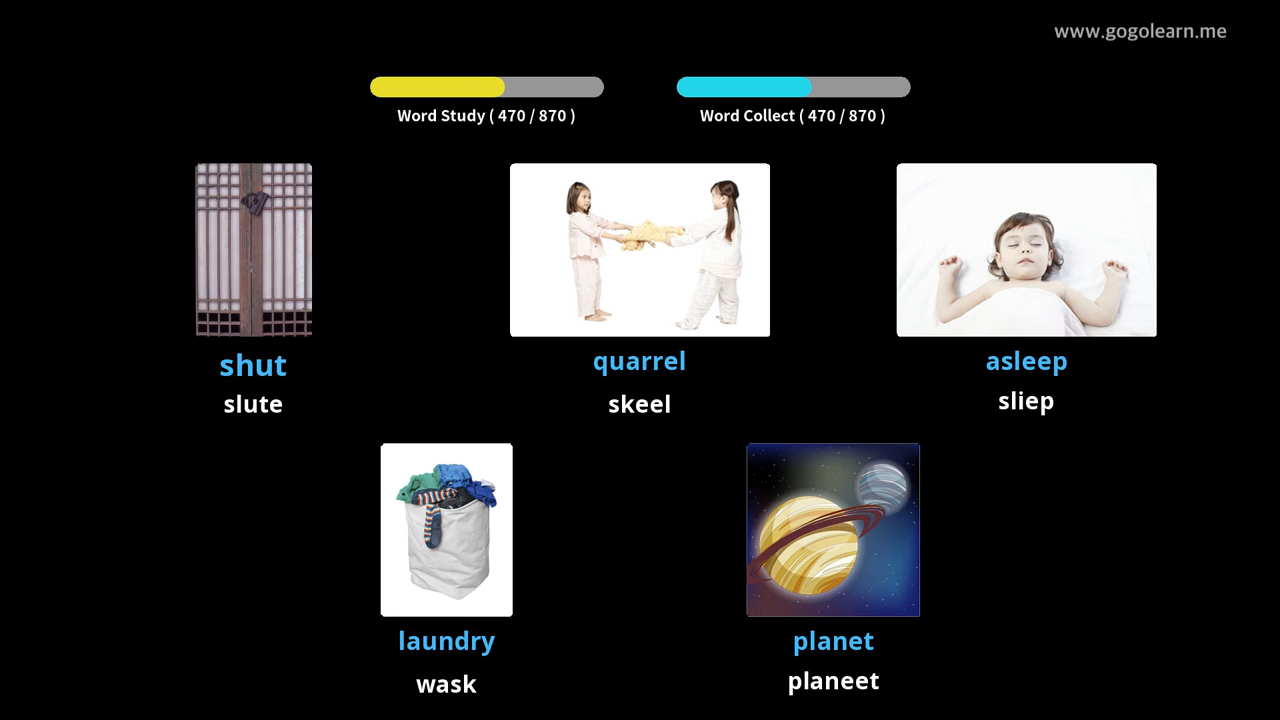 www.gogolearn.me
Word Study ( 470 / 870 )
Word Collect ( 470 / 870 )
shut
slute
quarrel
skeel
asleep
sliep
laundry
wask
planet
planeet